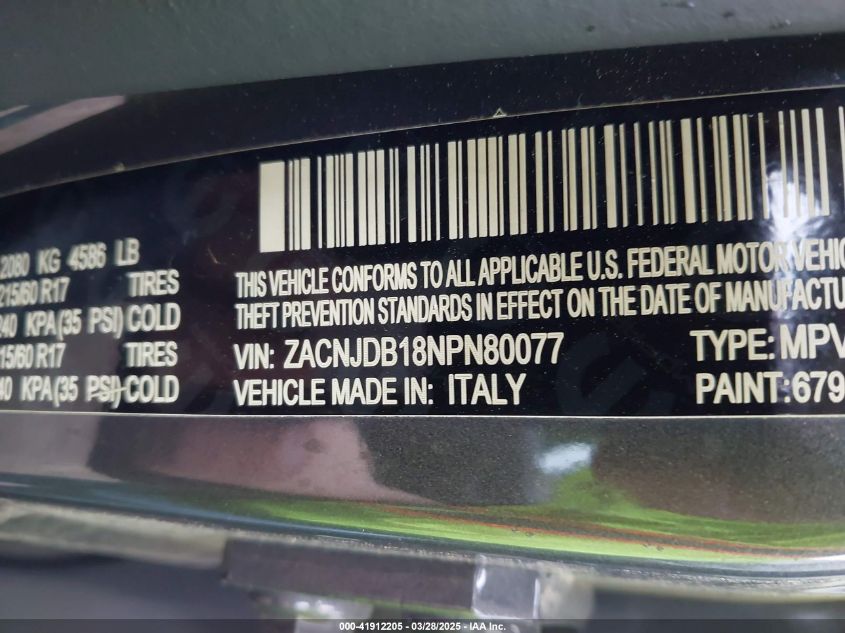 2080 KG 4586 LB
215/60 R17 TIRES
240 KPA(35 PSI) COLD
215/60 R17 TIRES
40 KPA(35 PSI) COLD
THIS VEHICLE CONFORMS TO ALL APPLICABLE U.S. FEDERAL MOTOR VEHIC
THEFT PREVENTION STANDARDS IN EFFECT ON THE DATE OF MANUFACTU
VIN: ZACNJDB18NPN80077 TYPE: MPV
VEHICLE MADE IN: ITALY PAINT:679
000-41912205 - 03/28/2025 - IAA, Inc.